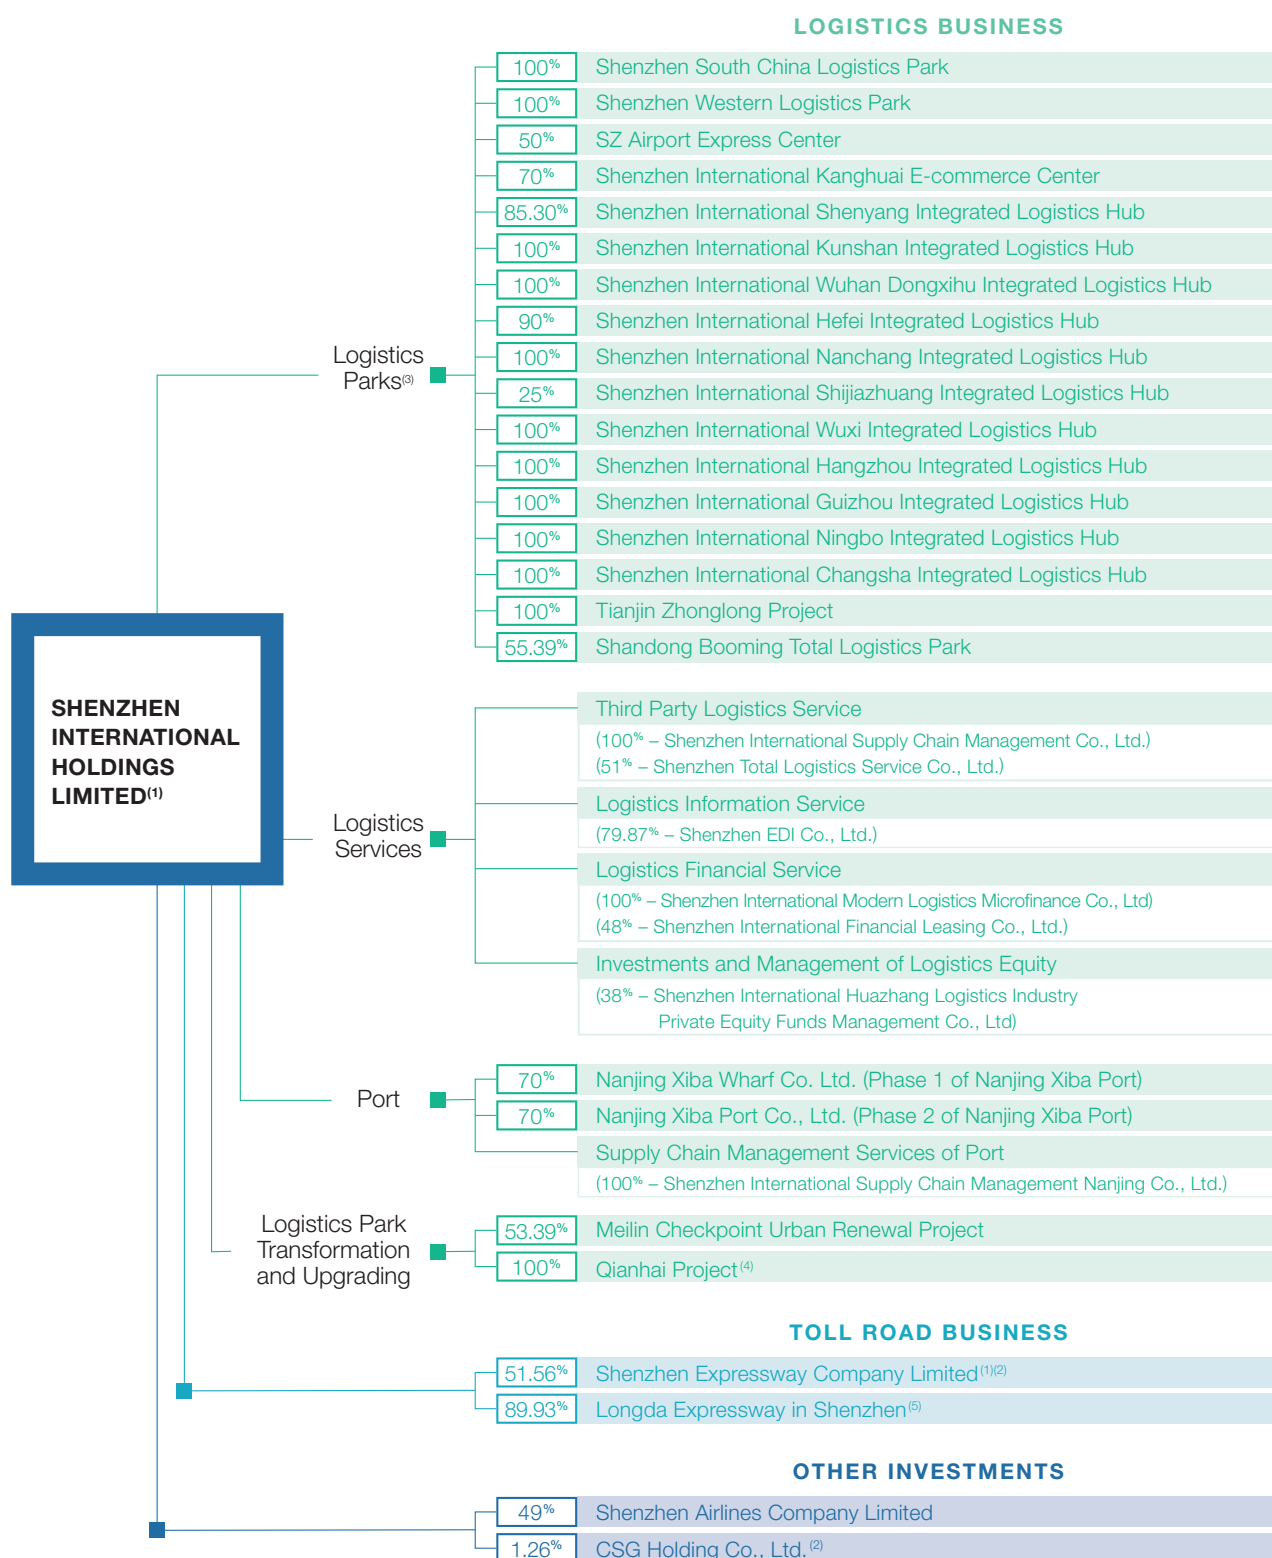 LOGISTICS BUSINESS
100% Shenzhen South China Logistics Park
100% Shenzhen Western Logistics Park
50% SZ Airport Express Center
70% Shenzhen International Kanghuai E-commerce Center
85.30% Shenzhen International Shenyang Integrated Logistics Hub
100% Shenzhen International Kunshan Integrated Logistics Hub
100% Shenzhen International Wuhan Dongxihu Integrated Logistics Hub
90% Shenzhen International Hefei Integrated Logistics Hub
Logistics
Parks(3)
100% Shenzhen International Nanchang Integrated Logistics Hub
25% Shenzhen International Shijiazhuang Integrated Logistics Hub
100% Shenzhen International Wuxi Integrated Logistics Hub
100% Shenzhen International Hangzhou Integrated Logistics Hub
100% Shenzhen International Guizhou Integrated Logistics Hub
100% Shenzhen International Ningbo Integrated Logistics Hub
100% Shenzhen International Changsha Integrated Logistics Hub
100% Tianjin Zhonglong Project
55.39% Shandong Booming Total Logistics Park
SHENZHEN
INTERNATIONAL
HOLDINGS
LIMITED(1)
Logistics
Services
Third Party Logistics Service
(100% – Shenzhen International Supply Chain Management Co., Ltd.)
(51% – Shenzhen Total Logistics Service Co., Ltd.)
Logistics Information Service
(79.87% – Shenzhen EDI Co., Ltd.)
Logistics Financial Service
(100% – Shenzhen International Modern Logistics Microfinance Co., Ltd)
(48% – Shenzhen International Financial Leasing Co., Ltd.)
Investments and Management of Logistics Equity
(38% – Shenzhen International Huazhang Logistics Industry
Private Equity Funds Management Co., Ltd)
Port
70% Nanjing Xiba Wharf Co. Ltd. (Phase 1 of Nanjing Xiba Port)
70% Nanjing Xiba Port Co., Ltd. (Phase 2 of Nanjing Xiba Port)
Supply Chain Management Services of Port
(100% – Shenzhen International Supply Chain Management Nanjing Co., Ltd.)
Logistics Park
Transformation
and Upgrading
53.39% Meilin Checkpoint Urban Renewal Project
100% Qianhai Project(4)
TOLL ROAD BUSINESS
51.56% Shenzhen Expressway Company Limited(1)(2)
89.93% Longda Expressway in Shenzhen(5)
OTHER INVESTMENTS
49% Shenzhen Airlines Company Limited
1.26% CSG Holding Co., Ltd.(2)